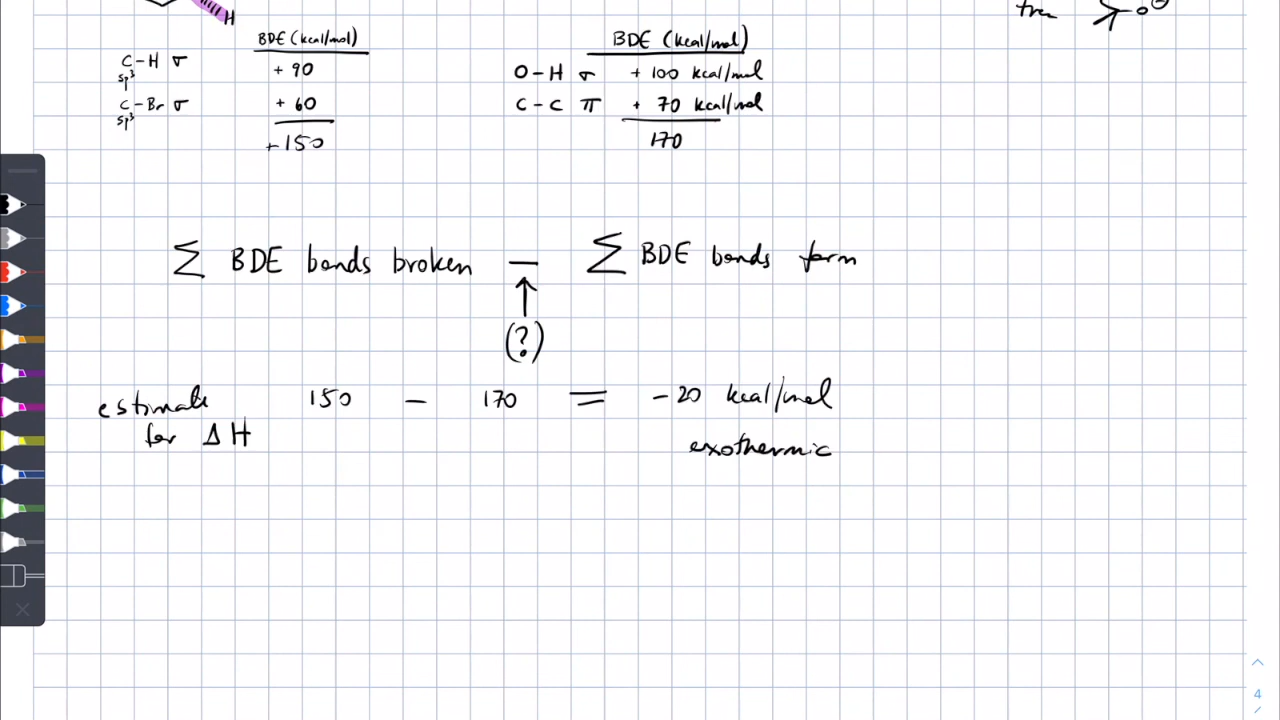 H
O⊖
BDE (kcal/mol)
C-H σ + 90
sp³
C-Br σ + 60
sp³
+150
BDE (kcal/mol)
O-H σ + 100 kcal/mol
C-C π + 70 kcal/mol
170
Σ BDE bonds broken — Σ BDE bonds form
↑
(?)
estimate 150 - 170 = -20 kcal/mol
for ΔH
exothermic
4